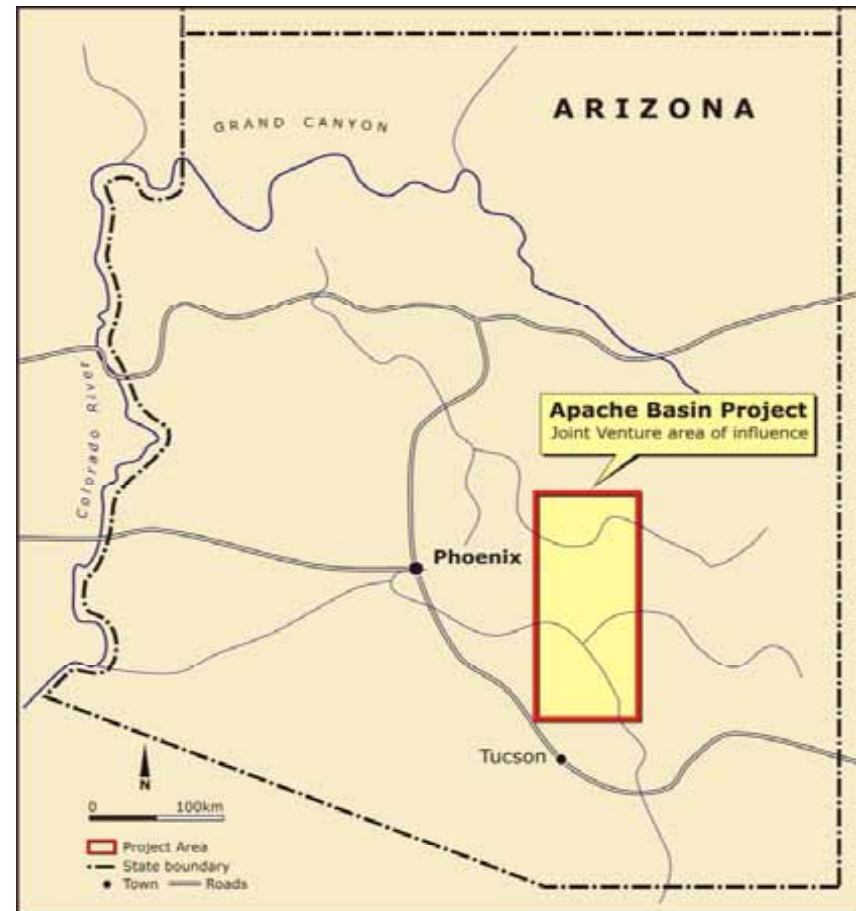 ARIZONA
GRAND CANYON
Colorado River
Apache Basin Project
Joint Venture area of influence
Phoenix
Tucson
N
0 100km
Project Area
State boundary
Town Roads